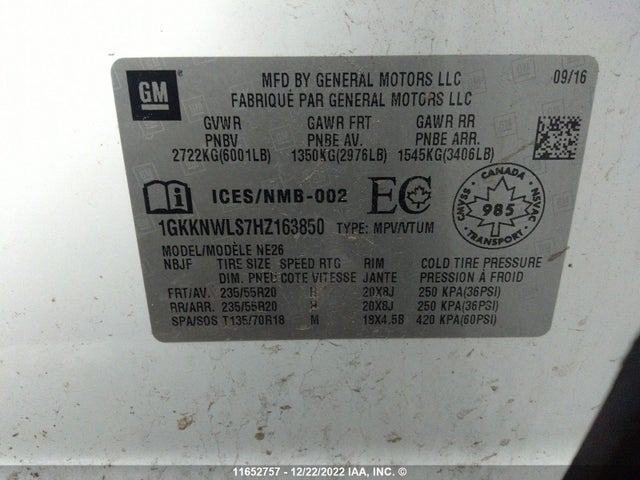 GM
MFD BY GENERAL MOTORS LLC 09/16
FABRIQUÉ PAR GENERAL MOTORS LLC
GVWR GAWR FRT GAWR RR
PNBV PNBE AV. PNBE ARR.
2722KG(6001LB) 1350KG(2976LB) 1545KG(3406LB)
i ICES/NMB-002 EC CANADA CMVSS NSVAC 985 TRANSPORT
1GKKNWLS7HZ163850 TYPE: MPV/VTUM
MODEL/MODÈLE NE26
NBJF TIRE SIZE SPEED RTG RIM COLD TIRE PRESSURE
DIM. PNEU COTE VITESSE JANTE PRESSION À FROID
FRT/AV. 235/55R20 H 20X8J 250 KPA(36PSI)
RR/ARR. 235/55R20 H 20X8J 250 KPA(36PSI)
SPA/SOS T135/70R18 M 18X4.5B 420 KPA(60PSI)
11652757 - 12/22/2022 IAA, INC. ©